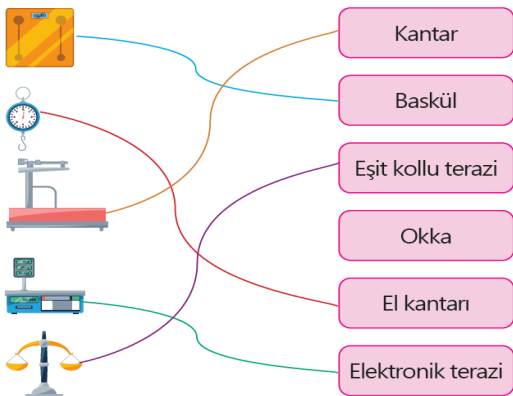 Kantar
Baskül
Eşit kollu terazi
Okka
El kantarı
Elektronik terazi